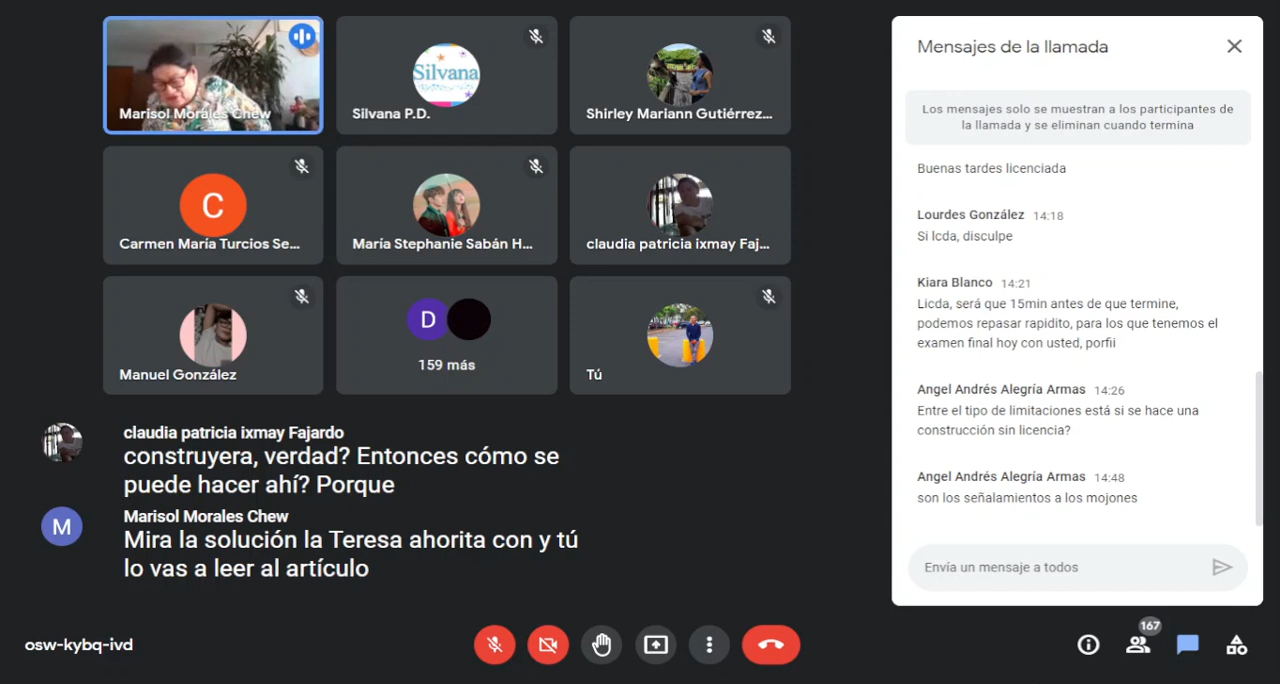 Marisol Morales Chew
Silvana
Silvana P.D.
Shirley Mariann Gutiérrez...
C
Carmen María Turcios Se...
María Stephanie Sabán H...
claudia patricia ixmay Faj...
Manuel González
D
159 más
Tú
claudia patricia ixmay Fajardo
construyera, verdad? Entonces cómo se
puede hacer ahí? Porque
M
Marisol Morales Chew
Mira la solución la Teresa ahorita con y tú
lo vas a leer al artículo
osw-kybq-ivd
Mensajes de la llamada
Los mensajes solo se muestran a los participantes de
la llamada y se eliminan cuando termina
Buenas tardes licenciada
Lourdes González 14:18
Si lcda, disculpe
Kiara Blanco 14:21
Licda, será que 15min antes de que termine,
podemos repasar rapidito, para los que tenemos el
examen final hoy con usted, porfii
Angel Andrés Alegría Armas 14:26
Entre el tipo de limitaciones está si se hace una
construcción sin licencia?
Angel Andrés Alegría Armas 14:48
son los señalamientos a los mojones
Envía un mensaje a todos
167